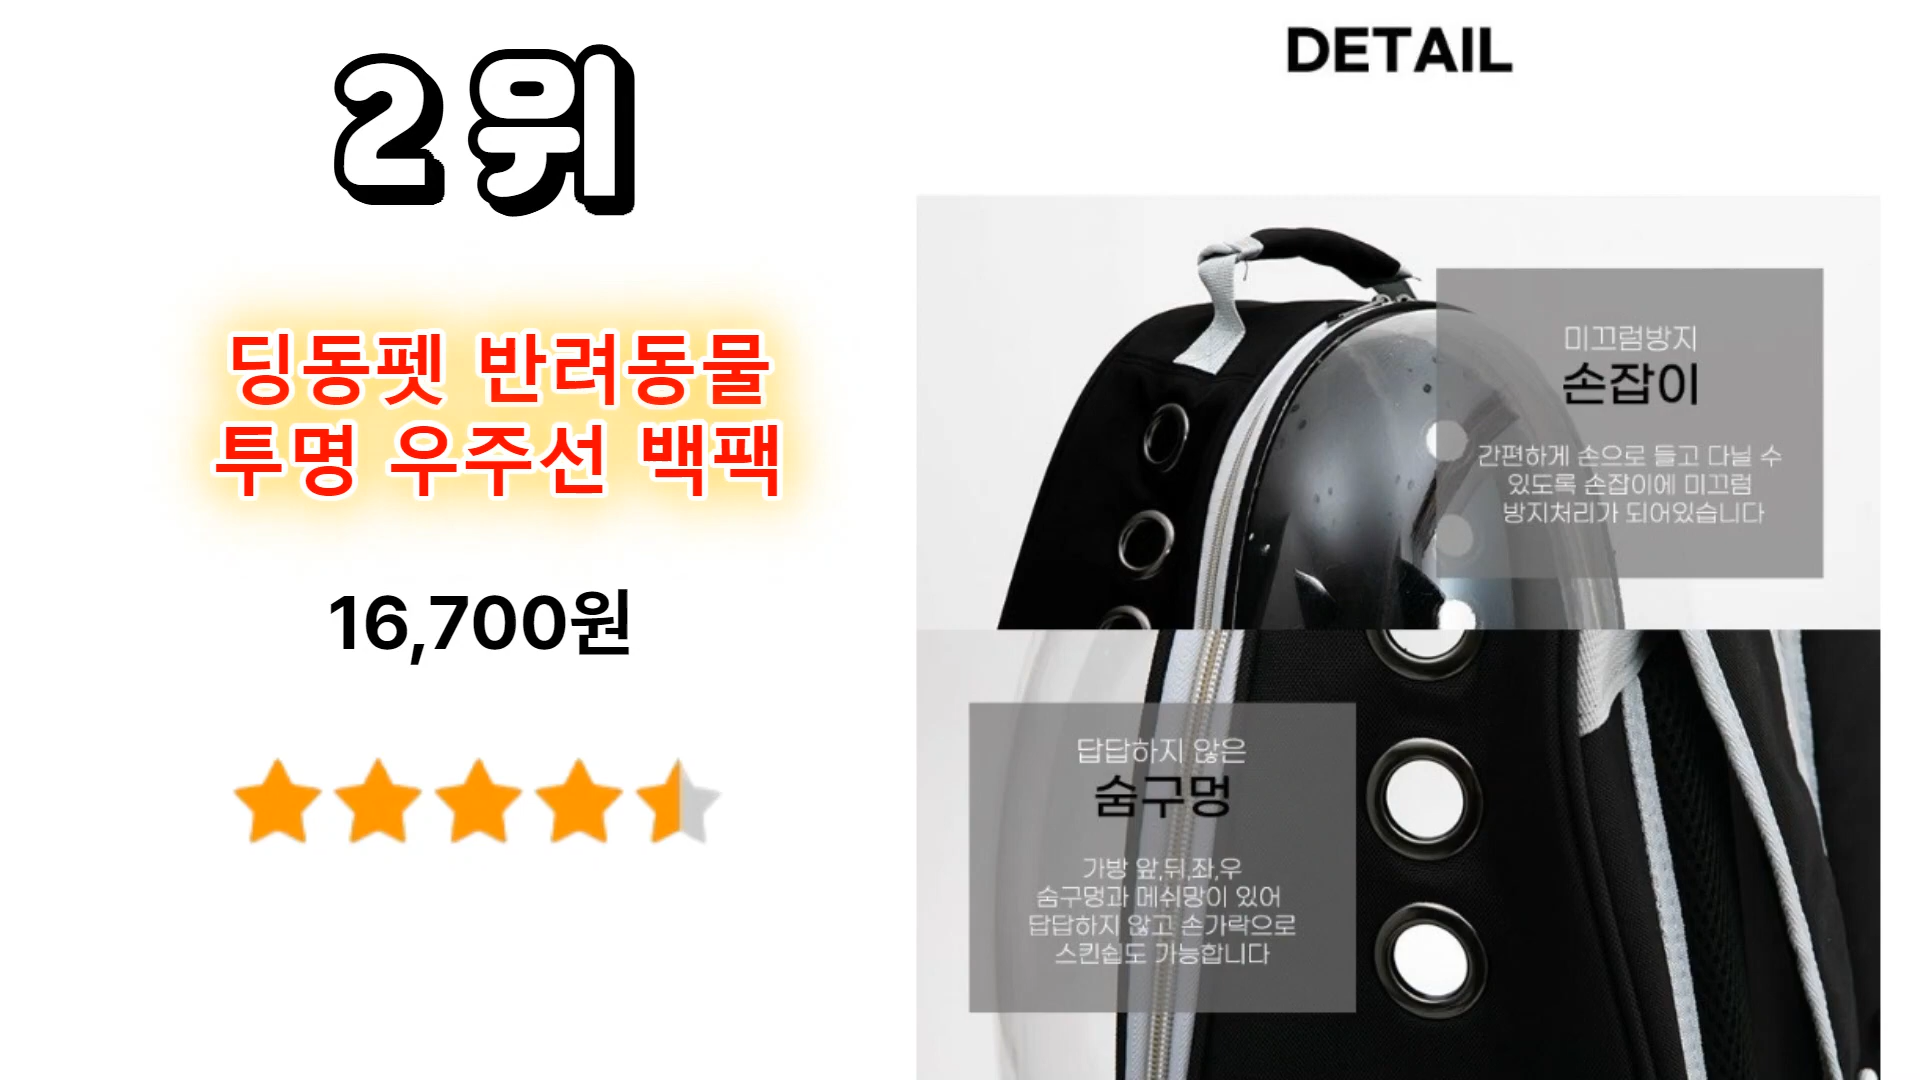 2위
딩동펫 반려동물
투명 우주선 백팩
16,700원
DETAIL
미끄럼방지
손잡이
간편하게 손으로 들고 다닐 수
있도록 손잡이에 미끄럼
방지처리가 되어있습니다
답답하지 않은
숨구멍
가방 앞,뒤,좌,우
숨구멍과 메쉬망이 있어
답답하지 않고 손가락으로
스킨쉽도 가능합니다